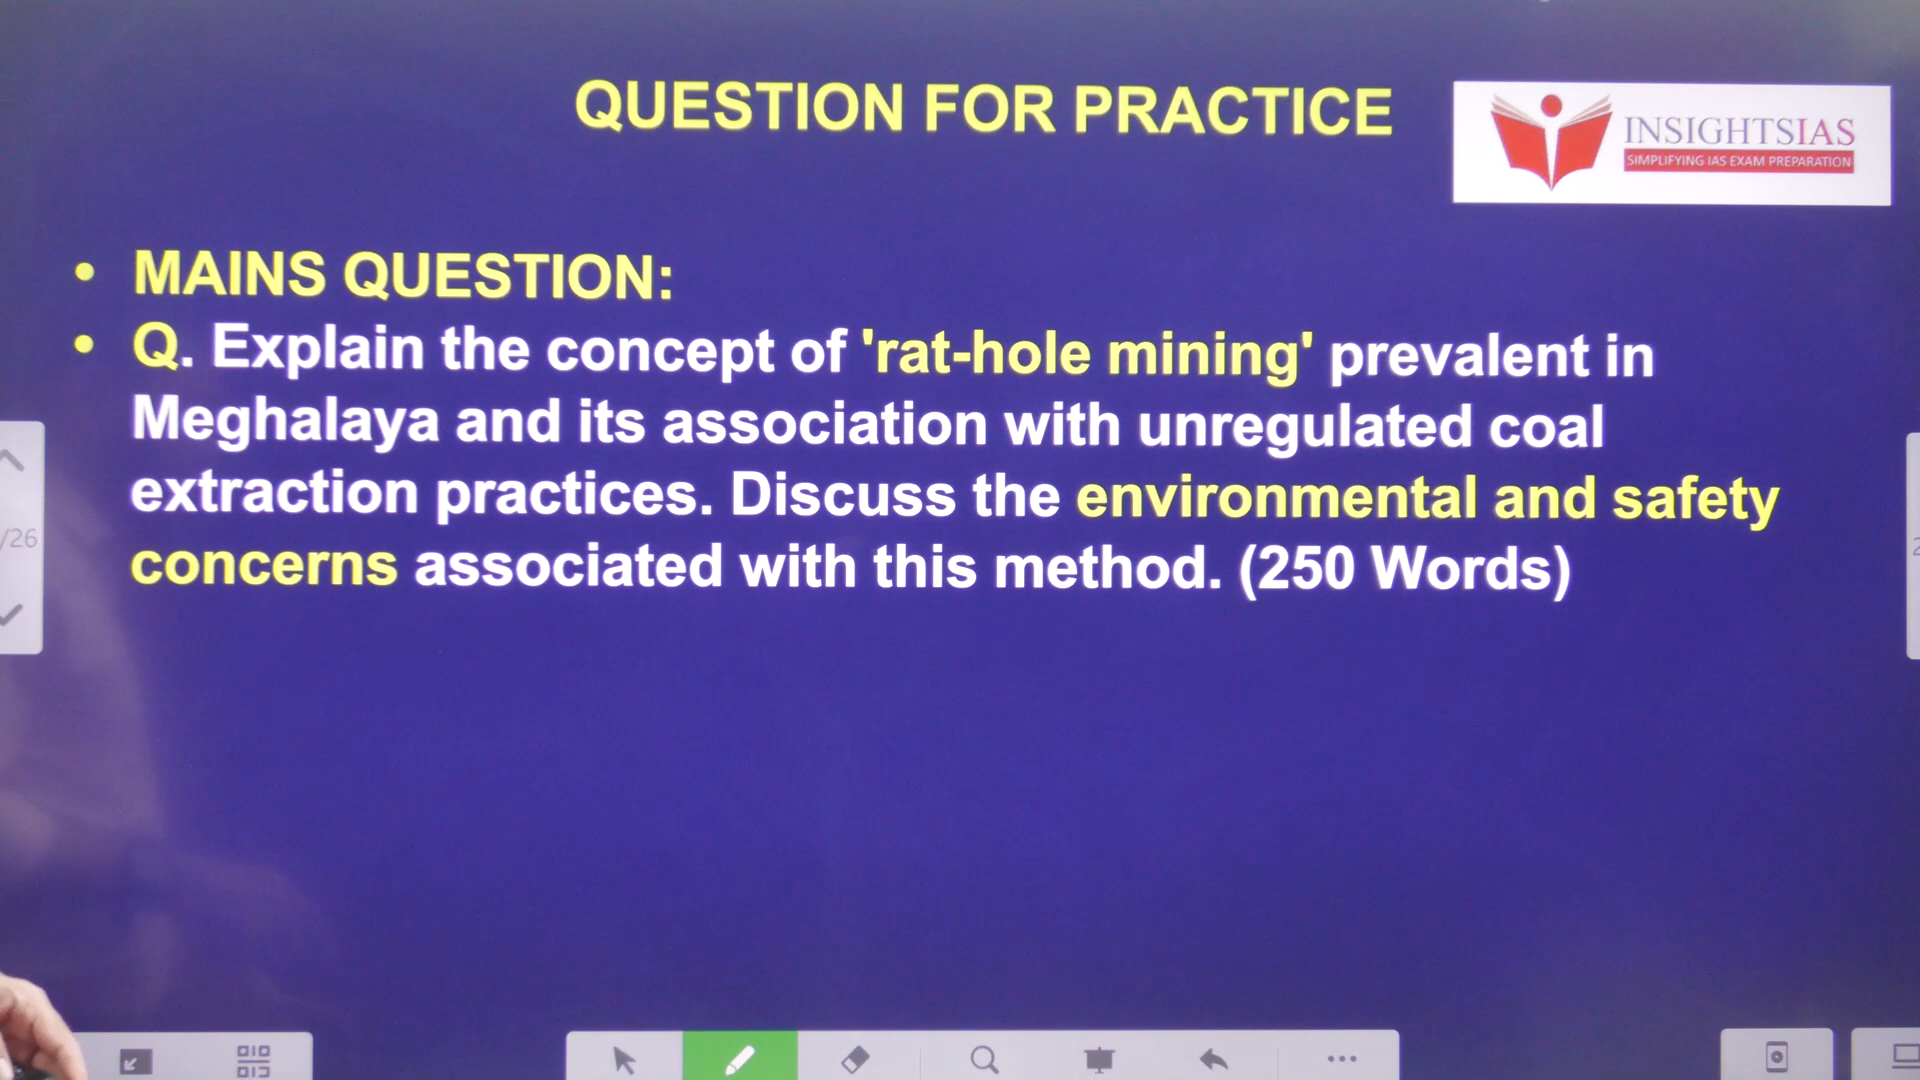 QUESTION FOR PRACTICE
INSIGHTSIAS
SIMPLIFYING IAS EXAM PREPARATION
• MAINS QUESTION:
• Q. Explain the concept of 'rat-hole mining' prevalent in
Meghalaya and its association with unregulated coal
extraction practices. Discuss the environmental and safety
concerns associated with this method. (250 Words)
/26